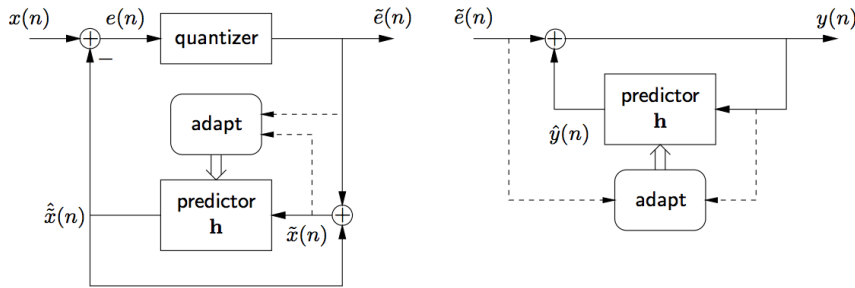 x(n)
e(n)
quantizer
ẽ(n)
−
adapt
predictor
h
x̃̂(n)
x̃(n)
ẽ(n)
y(n)
predictor
h
ŷ(n)
adapt